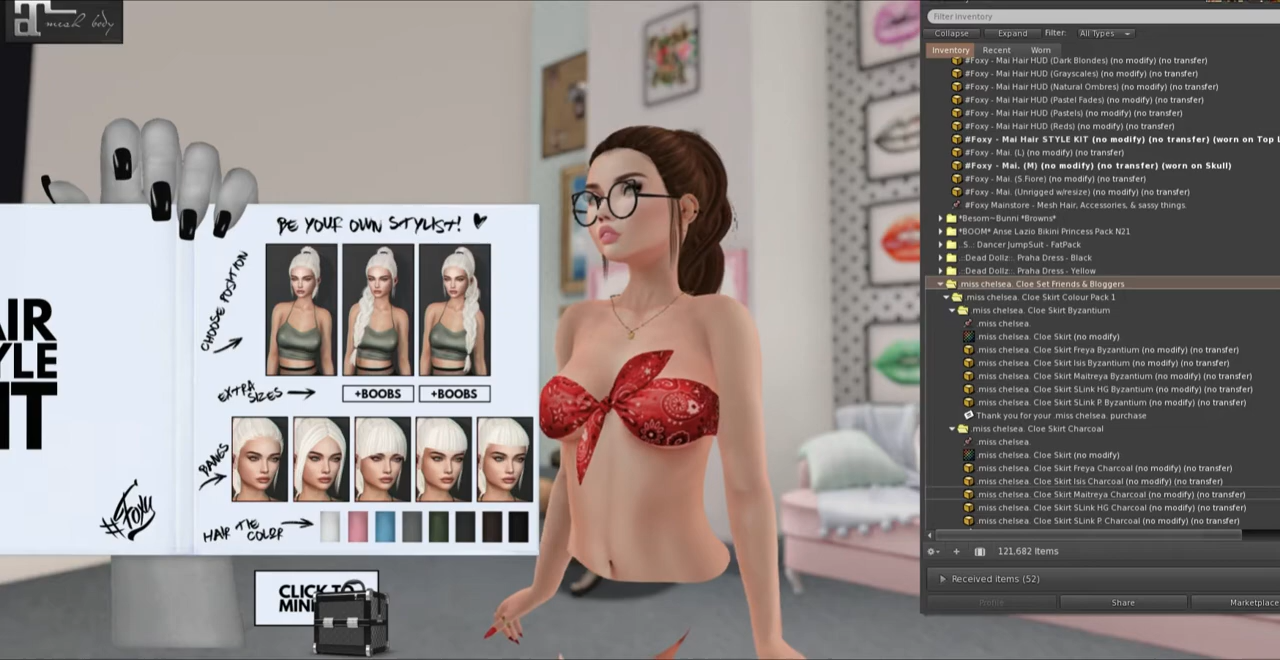 mesh body
BE YOUR OWN STYLIST!
CHOOSE POSITION
EXTRA SIZES
+BOOBS
+BOOBS
BANGS
HAIR TIE COLOR
#Foxy
CLICK TO
Filter Inventory
Collapse
Expand
Filter:
All Types
Inventory
Recent
Worn
#Foxy - Mai Hair HUD (Dark Blondes) (no modify) (no transfer)
#Foxy - Mai Hair HUD (Grayscales) (no modify) (no transfer)
#Foxy - Mai Hair HUD (Natural Ombres) (no modify) (no transfer)
#Foxy - Mai Hair HUD (Pastel Fades) (no modify) (no transfer)
#Foxy - Mai Hair HUD (Pastels) (no modify) (no transfer)
#Foxy - Mai Hair HUD (Reds) (no modify) (no transfer)
#Foxy - Mai Hair STYLE KIT (no modify) (no transfer) (worn on Top
#Foxy - Mai. (L) (no modify) (no transfer)
#Foxy - Mai. (M) (no modify) (no transfer) (worn on Skull)
#Foxy - Mai. (S.Fiore) (no modify) (no transfer)
#Foxy - Mai. (Unrigged w/resize) (no modify) (no transfer)
#Foxy Mainstore - Mesh Hair, Accessories, & sassy things.
*Besom~Bunni *Browns*
*BOOM* Anse Lazio Bikini Princess Pack N21
..S..: Dancer JumpSuit - FatPack
.::Dead Dollz::. Praha Dress - Black
.::Dead Dollz::. Praha Dress - Yellow
.miss chelsea. Cloe Set Friends & Bloggers
.miss chelsea. Cloe Skirt Colour Pack 1
.miss chelsea. Cloe Skirt Byzantium
.miss chelsea.
.miss chelsea. Cloe Skirt (no modify)
.miss chelsea. Cloe Skirt Freya Byzantium (no modify) (no transfer)
.miss chelsea. Cloe Skirt Isis Byzantium (no modify) (no transfer)
.miss chelsea. Cloe Skirt Maitreya Byzantium (no modify) (no transfer)
.miss chelsea. Cloe Skirt SLink HG Byzantium (no modify) (no transfer)
.miss chelsea. Cloe Skirt SLink P. Byzantium (no modify) (no transfer)
Thank you for your .miss chelsea. purchase
.miss chelsea. Cloe Skirt Charcoal
.miss chelsea.
.miss chelsea. Cloe Skirt (no modify)
.miss chelsea. Cloe Skirt Freya Charcoal (no modify) (no transfer)
.miss chelsea. Cloe Skirt Isis Charcoal (no modify) (no transfer)
.miss chelsea. Cloe Skirt Maitreya Charcoal (no modify) (no transfer)
.miss chelsea. Cloe Skirt SLink HG Charcoal (no modify) (no transfer)
.miss chelsea. Cloe Skirt SLink P. Charcoal (no modify) (no transfer)
121,682 Items
Received items (52)
Profile
Share
Marketplace